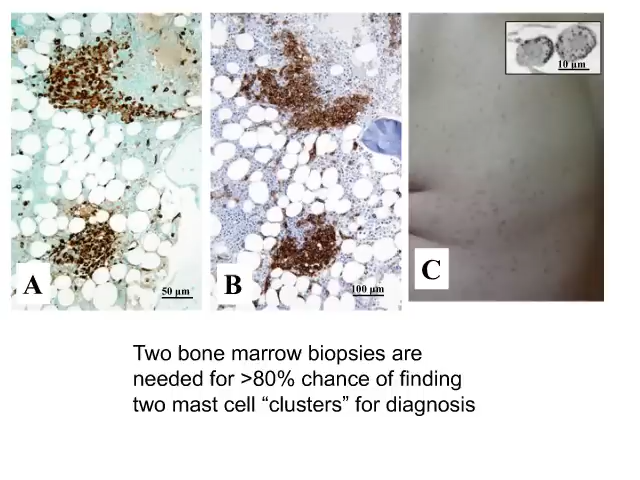 10 µm
A
50 µm
B
100 µm
C
Two bone marrow biopsies are
needed for >80% chance of finding
two mast cell “clusters” for diagnosis